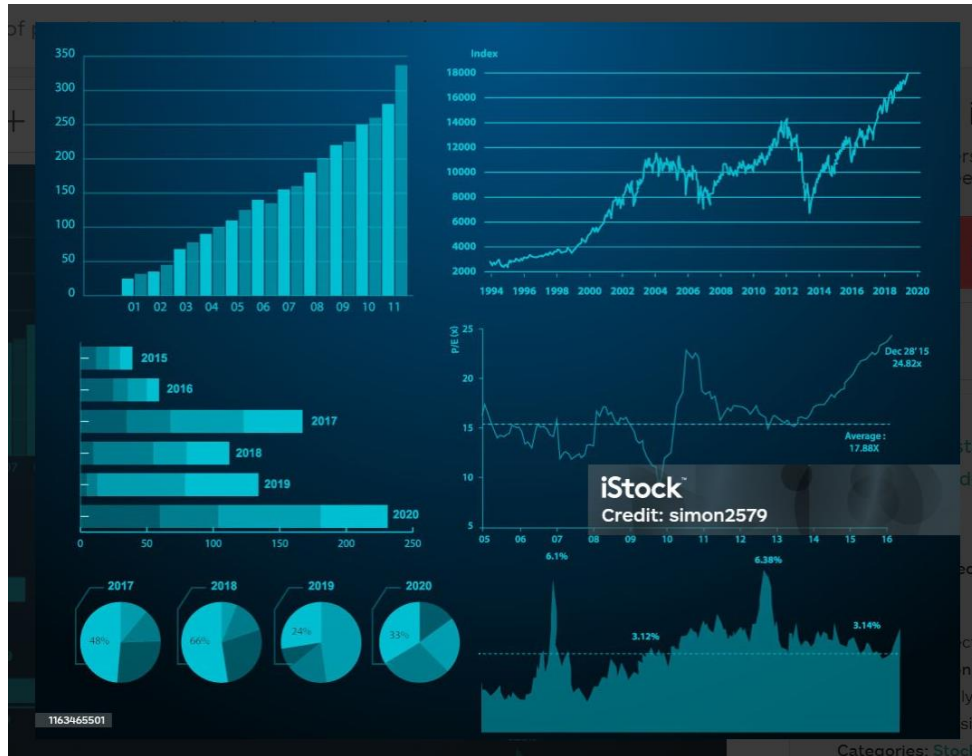 350
300
250
200
150
100
50
0
01 02 03 04 05 06 07 08 09 10 11
Index
18000
16000
14000
12000
10000
8000
6000
4000
2000
1994 1996 1998 2000 2002 2004 2006 2008 2010 2012 2014 2016 2018 2020
2015
2016
2017
2018
2019
2020
0 50 100 150 200 250
P/E (x)
25
20
15
10
5
Dec 28' 15
24.82x
Average :
17.88X
05 06 07 08 09 10 11 12 13 14 15 16
iStock™
Credit: simon2579
2017 2018 2019 2020
48% 66% 24% 33%
6.1%
6.38%
3.12%
3.14%
1163465501
Categories: Stoc